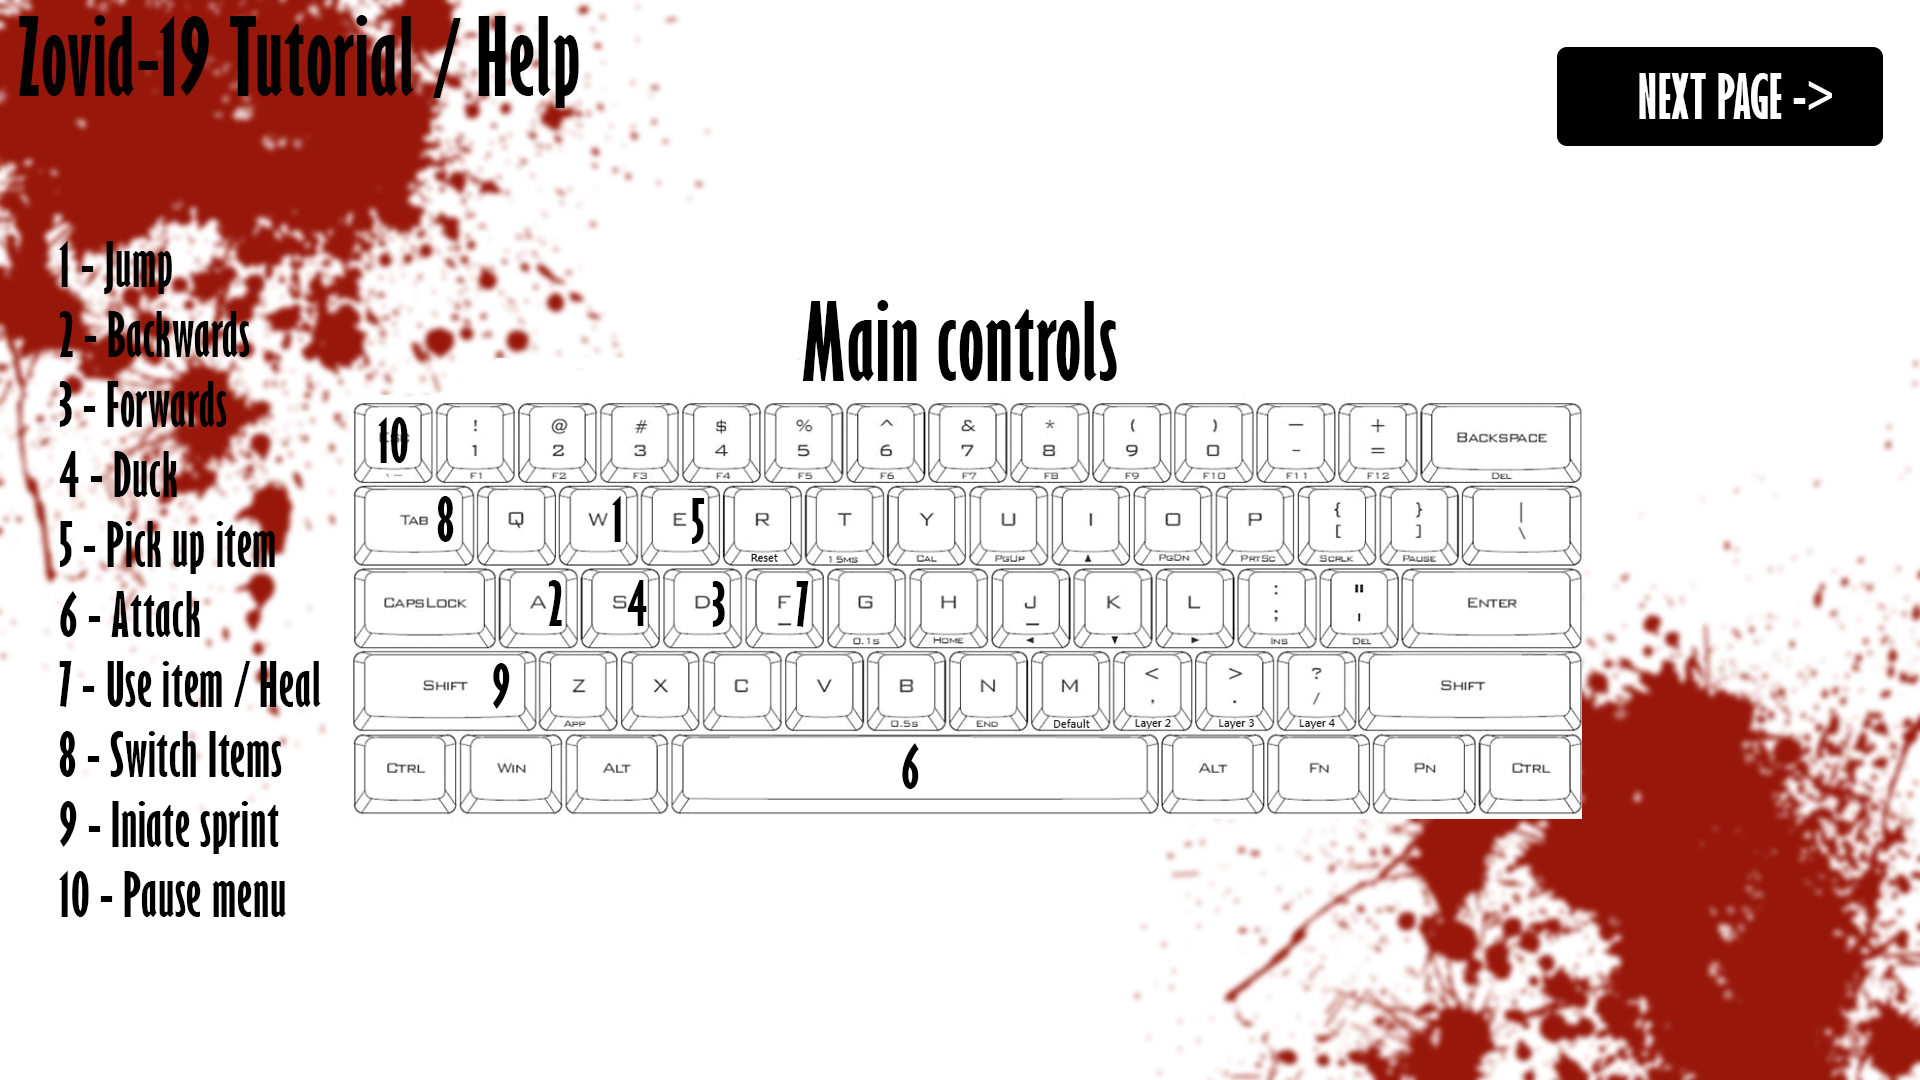 Zovid-19 Tutorial / Help
NEXT PAGE ->
1 - Jump
2 - Backwards
3 - Forwards
4 - Duck
5 - Pick up item
6 - Attack
7 - Use item / Heal
8 - Switch Items
9 - Iniate sprint
10 - Pause menu
Main controls
10 ! @ # $ % ^ & * ( ) — +
1 2 3 4 5 6 7 8 9 0 - = BACKSPACE
F1 F2 F3 F4 F5 F6 F7 F8 F9 F10 F11 F12 DEL
TAB 8 Q W 1 E 5 R T Y U I O P { } |
[ ] \
Reset 15MS CAL PGUP ▲ PGDN PRTSC SCRLK PAUSE
CAPSLOCK A 2 S 4 D 3 F 7 G H J K L : " ENTER
; '
0.1S HOME ◄ ▼ ► INS DEL
SHIFT 9 Z X C V B N M < > ? SHIFT
, . /
APP 0.5S END Default Layer 2 Layer 3 Layer 4
CTRL WIN ALT 6 ALT FN PN CTRL